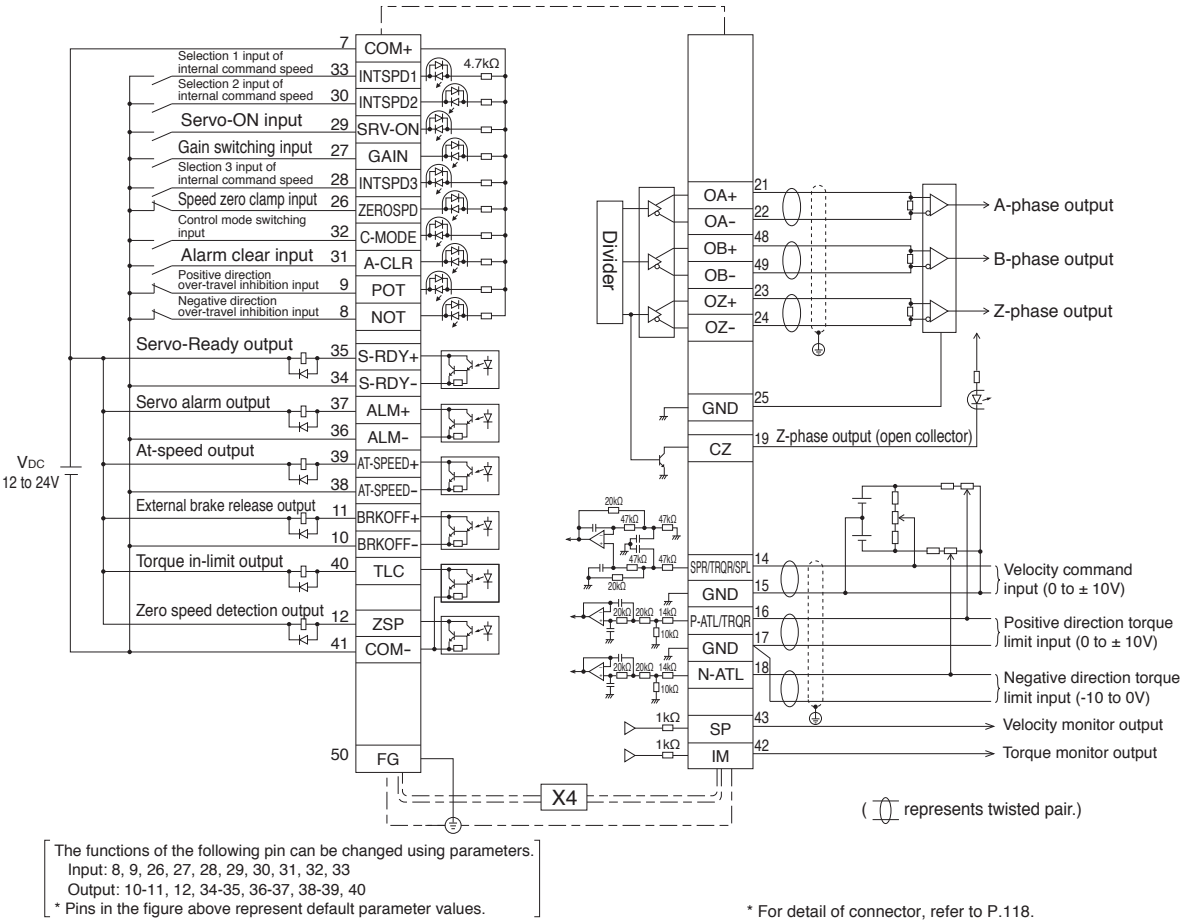 7 COM+
Selection 1 input of
internal command speed 33 INTSPD1 4.7kΩ
Selection 2 input of
internal command speed 30 INTSPD2
Servo-ON input 29 SRV-ON
Gain switching input 27 GAIN
Slection 3 input of
internal command speed 28 INTSPD3
Speed zero clamp input 26 ZEROSPD
Control mode switching
input 32 C-MODE
Alarm clear input 31 A-CLR
Positive direction
over-travel inhibition input 9 POT
Negative direction
over-travel inhibition input 8 NOT
Servo-Ready output 35 S-RDY+
34 S-RDY-
Servo alarm output 37 ALM+
36 ALM-
At-speed output 39 AT-SPEED+
VDC
12 to 24V
38 AT-SPEED-
External brake release output 11 BRKOFF+
10 BRKOFF-
Torque in-limit output 40 TLC
Zero speed detection output 12 ZSP
41 COM-
50 FG
X4
Divider
OA+ 21
OA- 22
A-phase output
OB+ 48
OB- 49
B-phase output
OZ+ 23
OZ- 24
Z-phase output
GND 25
CZ 19 Z-phase output (open collector)
20kΩ
47kΩ 47kΩ
47kΩ 47kΩ
20kΩ
SPR/TRQR/SPL 14
GND 15
Velocity command
input (0 to ± 10V)
20kΩ 20kΩ 14kΩ
10kΩ
P-ATL/TRQR 16
GND 17
Positive direction torque
limit input (0 to ± 10V)
20kΩ 20kΩ 14kΩ
10kΩ
N-ATL 18
Negative direction torque
limit input (-10 to 0V)
1kΩ SP 43 Velocity monitor output
1kΩ IM 42 Torque monitor output
( represents twisted pair.)
The functions of the following pin can be changed using parameters.
Input: 8, 9, 26, 27, 28, 29, 30, 31, 32, 33
Output: 10-11, 12, 34-35, 36-37, 38-39, 40
* Pins in the figure above represent default parameter values.
* For detail of connector, refer to P.118.